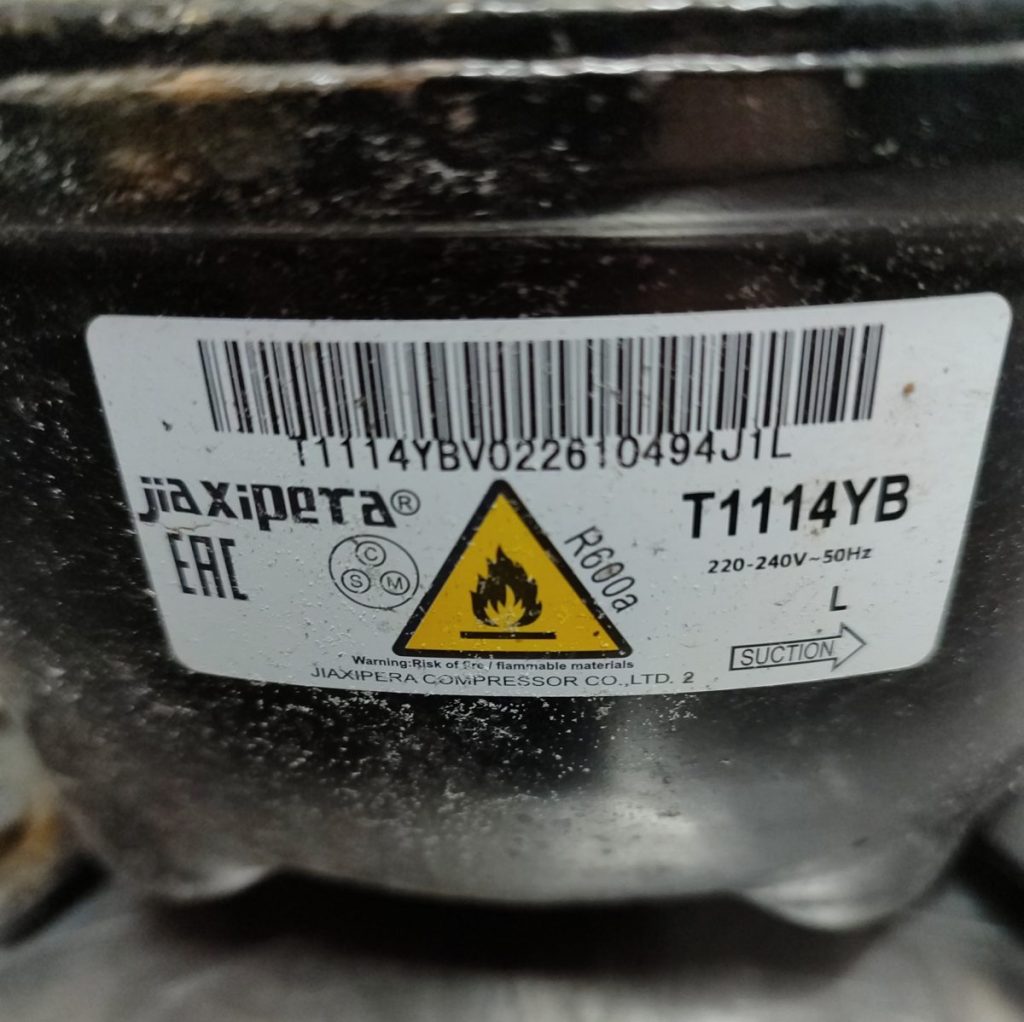 T1114YBV022610494J1L
jiaxipera®
T1114YB
EAC
C
S M
R600a
220-240V~50Hz
L
SUCTION
Warning:Risk of fire / flammable materials
JIAXIPERA COMPRESSOR CO.,LTD. 2